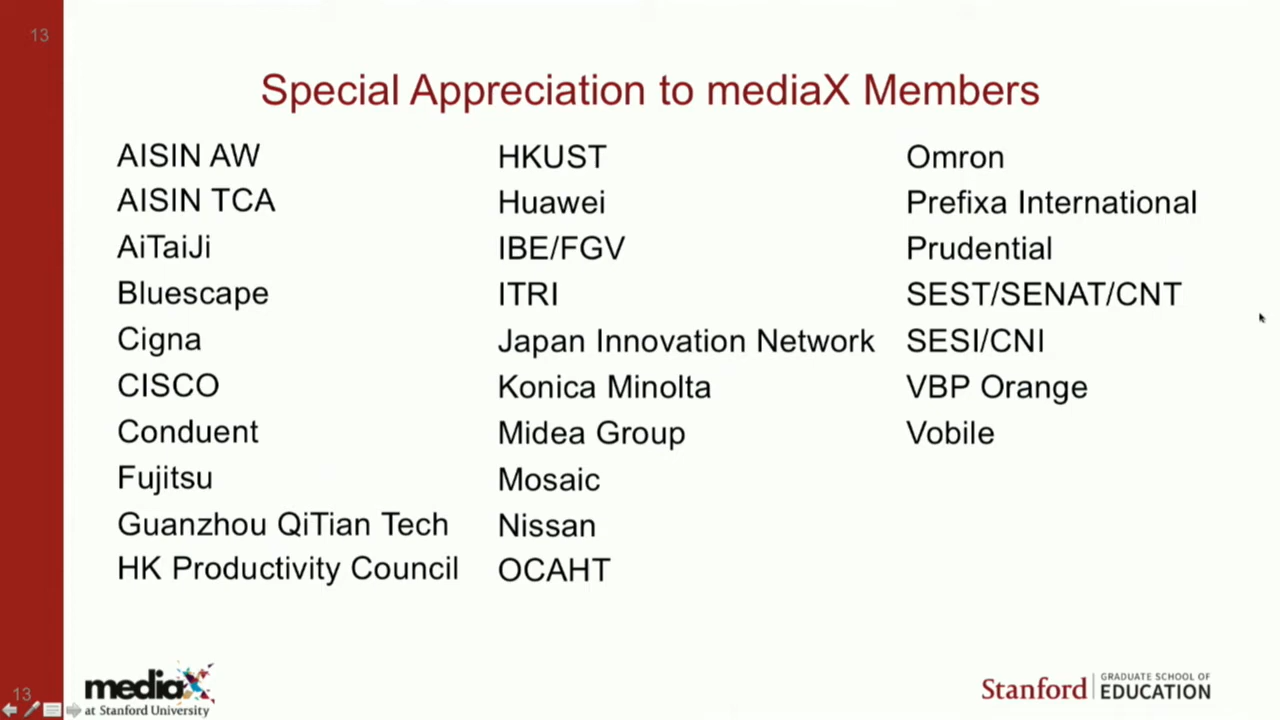 13
Special Appreciation to mediaX Members
AISIN AW
AISIN TCA
AiTaiJi
Bluescape
Cigna
CISCO
Conduent
Fujitsu
Guanzhou QiTian Tech
HK Productivity Council
HKUST
Huawei
IBE/FGV
ITRI
Japan Innovation Network
Konica Minolta
Midea Group
Mosaic
Nissan
OCAHT
Omron
Prefixa International
Prudential
SEST/SENAT/CNT
SESI/CNI
VBP Orange
Vobile
13
mediaX
at Stanford University
Stanford
GRADUATE SCHOOL OF
EDUCATION